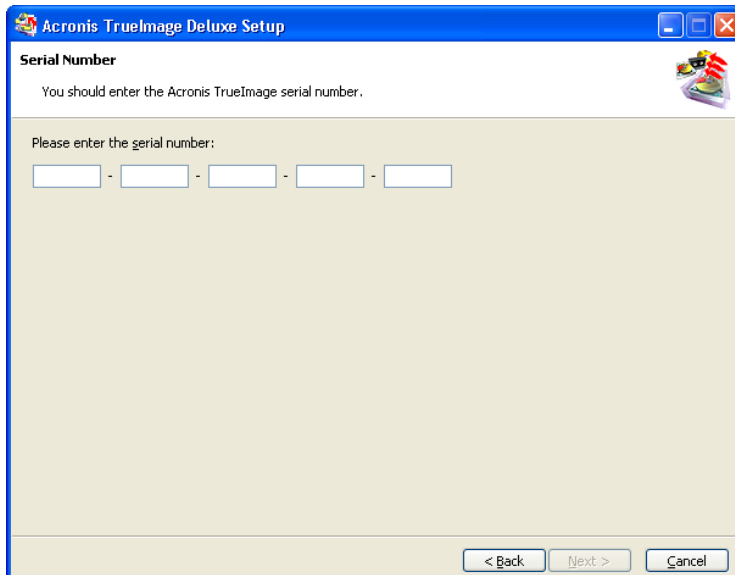 Acronis TrueImage Deluxe Setup
Serial Number
You should enter the Acronis TrueImage serial number.
Please enter the serial number:
- - - -
< Back Next > Cancel